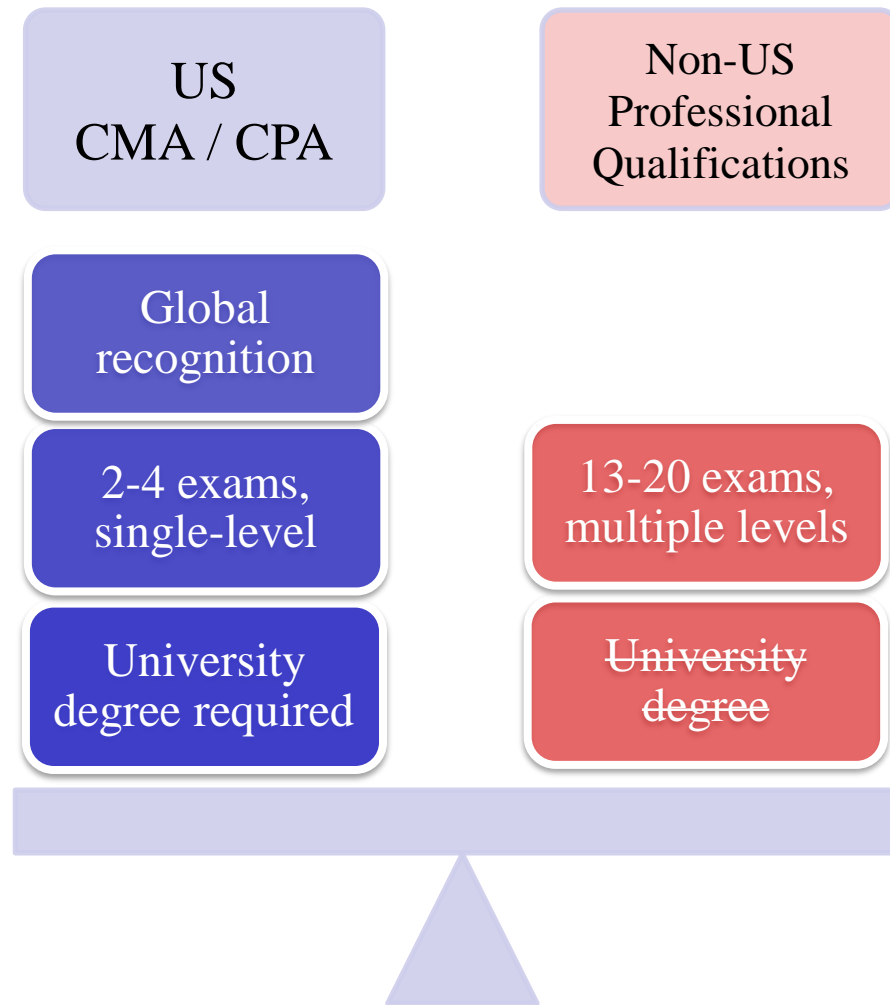 US
CMA / CPA
Non-US
Professional
Qualifications
Global
recognition
2-4 exams,
single-level
13-20 exams,
multiple levels
University
degree required
University
degree